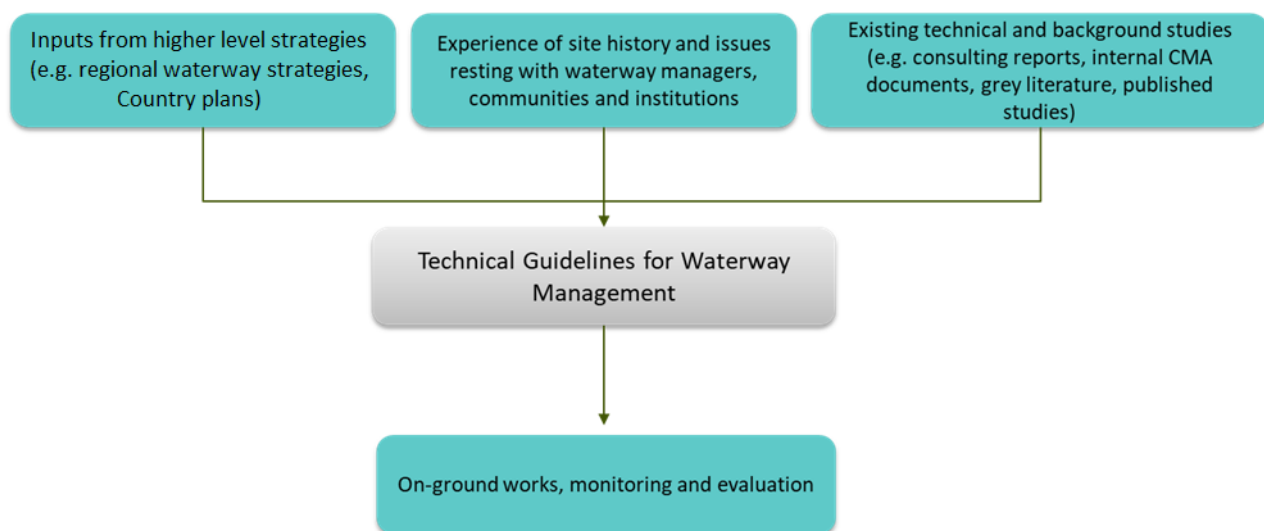 Inputs from higher level strategies
(e.g. regional waterway strategies,
Country plans)
Experience of site history and issues
resting with waterway managers,
communities and institutions
Existing technical and background studies
(e.g. consulting reports, internal CMA
documents, grey literature, published
studies)
Technical Guidelines for Waterway
Management
On-ground works, monitoring and evaluation